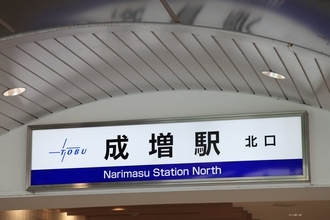 TOBU 成増駅 北口
Narimasu Station North